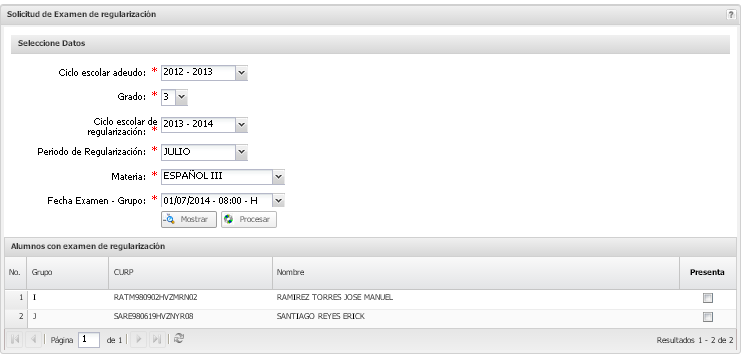 Solicitud de Examen de regularización ?
Seleccione Datos
Ciclo escolar adeudo: * 2012 - 2013
Grado: * 3
Ciclo escolar de
regularización: * 2013 - 2014
Periodo de Regularización: * JULIO
Materia: * ESPAÑOL III
Fecha Examen - Grupo: * 01/07/2014 - 08:00 - H
Mostrar Procesar
Alumnos con examen de regularización
No. Grupo CURP Nombre Presenta
1 I RATM980902HVZMRN02 RAMIREZ TORRES JOSE MANUEL
2 J SARE980619HVZNYR08 SANTIAGO REYES ERICK
Página 1 de 1 Resultados 1 - 2 de 2